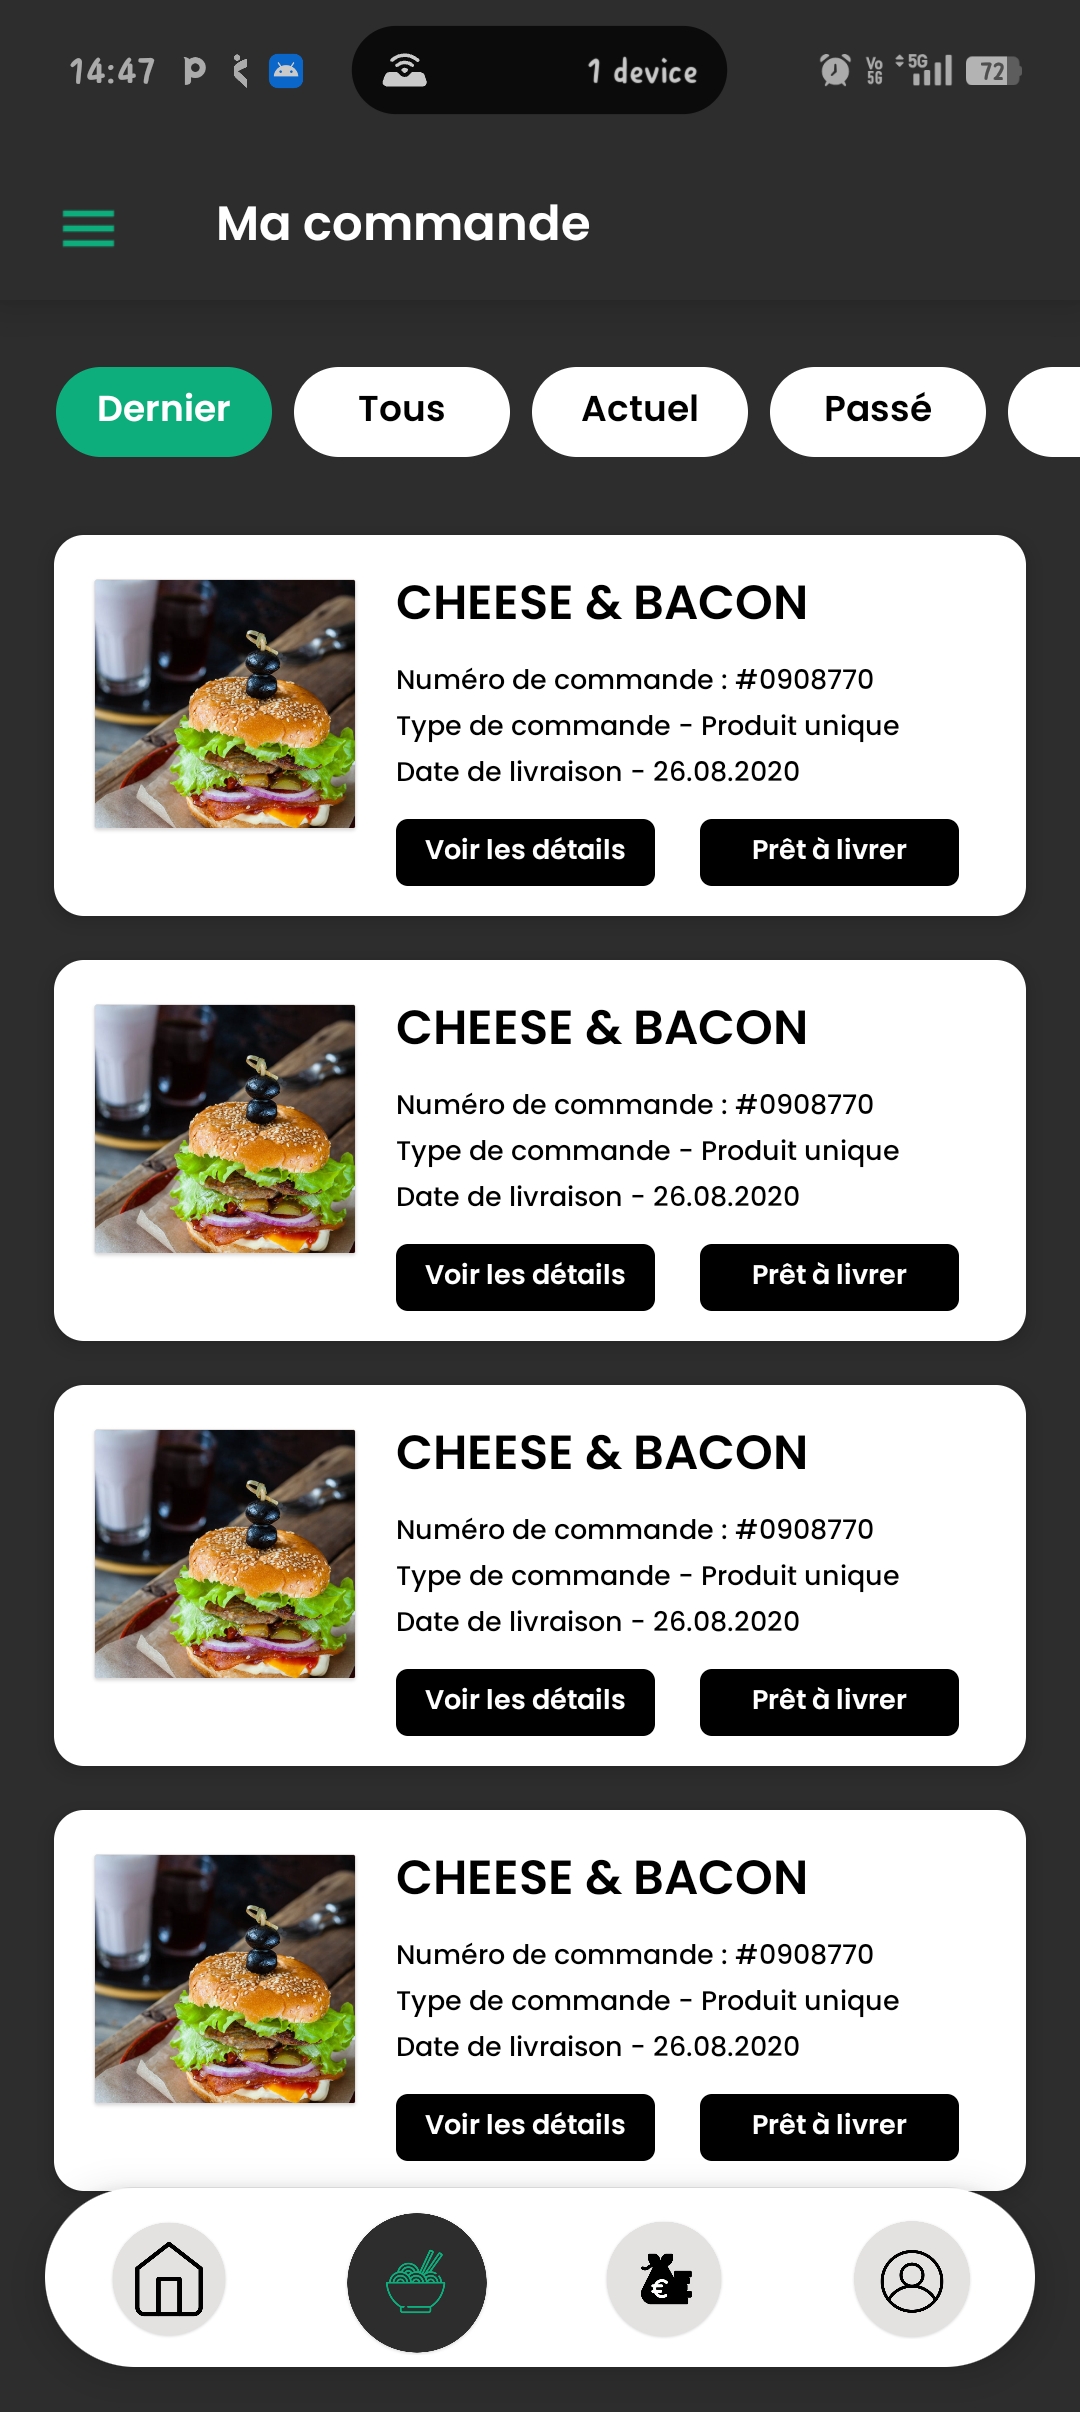 14:47
1 device
Vo 5G
5G
72
Ma commande
Dernier
Tous
Actuel
Passé
CHEESE & BACON
Numéro de commande : #0908770
Type de commande - Produit unique
Date de livraison - 26.08.2020
Voir les détails
Prêt à livrer
CHEESE & BACON
Numéro de commande : #0908770
Type de commande - Produit unique
Date de livraison - 26.08.2020
Voir les détails
Prêt à livrer
CHEESE & BACON
Numéro de commande : #0908770
Type de commande - Produit unique
Date de livraison - 26.08.2020
Voir les détails
Prêt à livrer
CHEESE & BACON
Numéro de commande : #0908770
Type de commande - Produit unique
Date de livraison - 26.08.2020
Voir les détails
Prêt à livrer